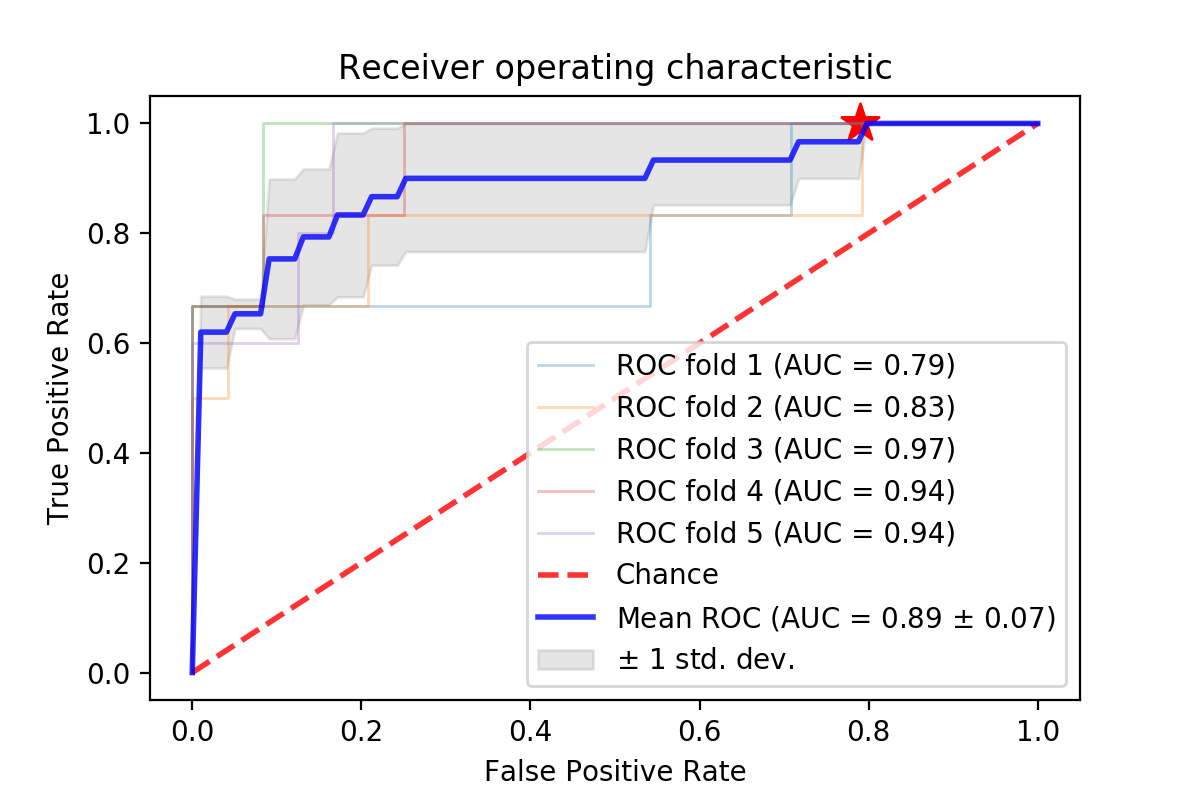 Receiver operating characteristic
1.0
0.8
0.6
0.4
0.2
0.0
True Positive Rate
ROC fold 1 (AUC = 0.79)
ROC fold 2 (AUC = 0.83)
ROC fold 3 (AUC = 0.97)
ROC fold 4 (AUC = 0.94)
ROC fold 5 (AUC = 0.94)
Chance
Mean ROC (AUC = 0.89 ± 0.07)
± 1 std. dev.
0.0 0.2 0.4 0.6 0.8 1.0
False Positive Rate